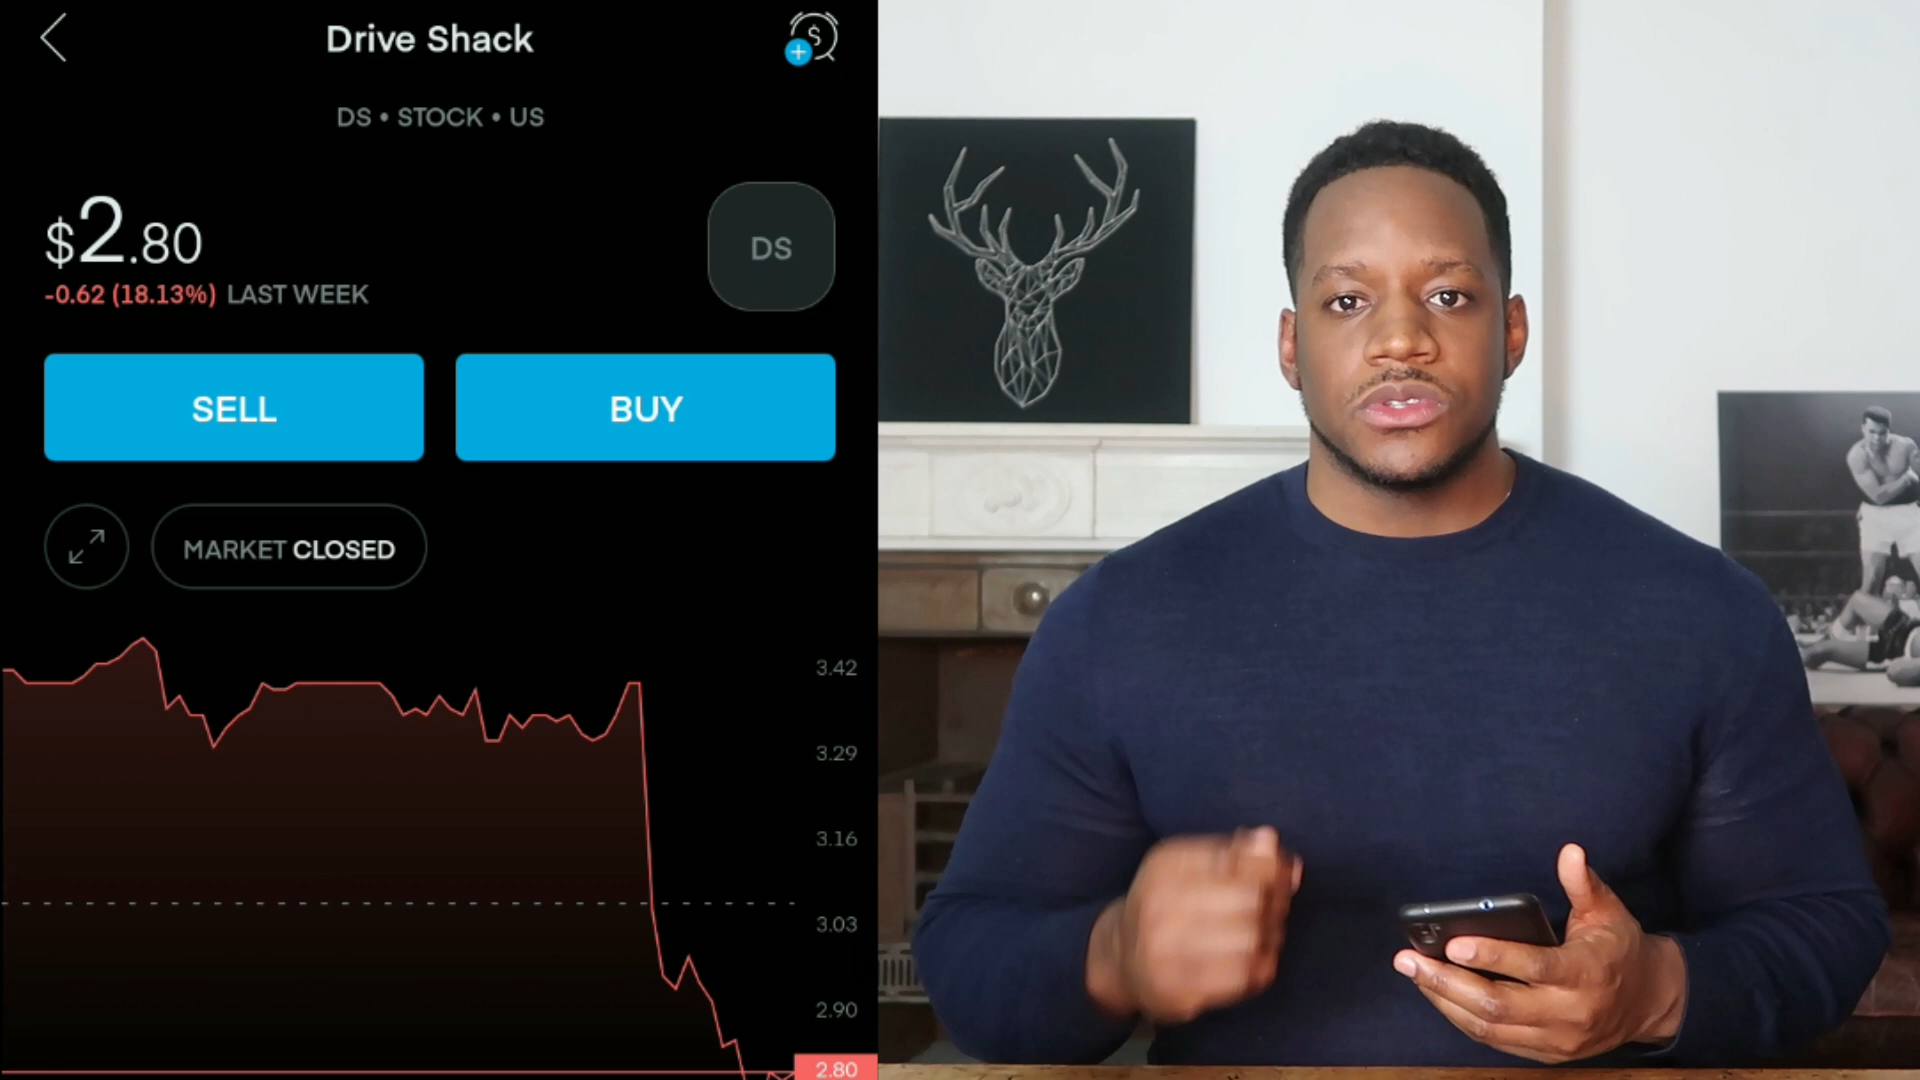 Drive Shack
$
+
DS • STOCK • US
$2.80
DS
-0.62 (18.13%) LAST WEEK
SELL
BUY
MARKET CLOSED
3.42
3.29
3.16
3.03
2.90
2.80